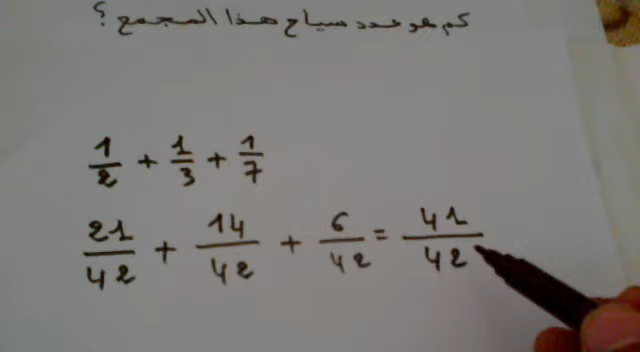 كم هو عدد سياح هذا المجمع ؟
1/2 + 1/3 + 1/7
21/42 + 14/42 + 6/42 = 41/42